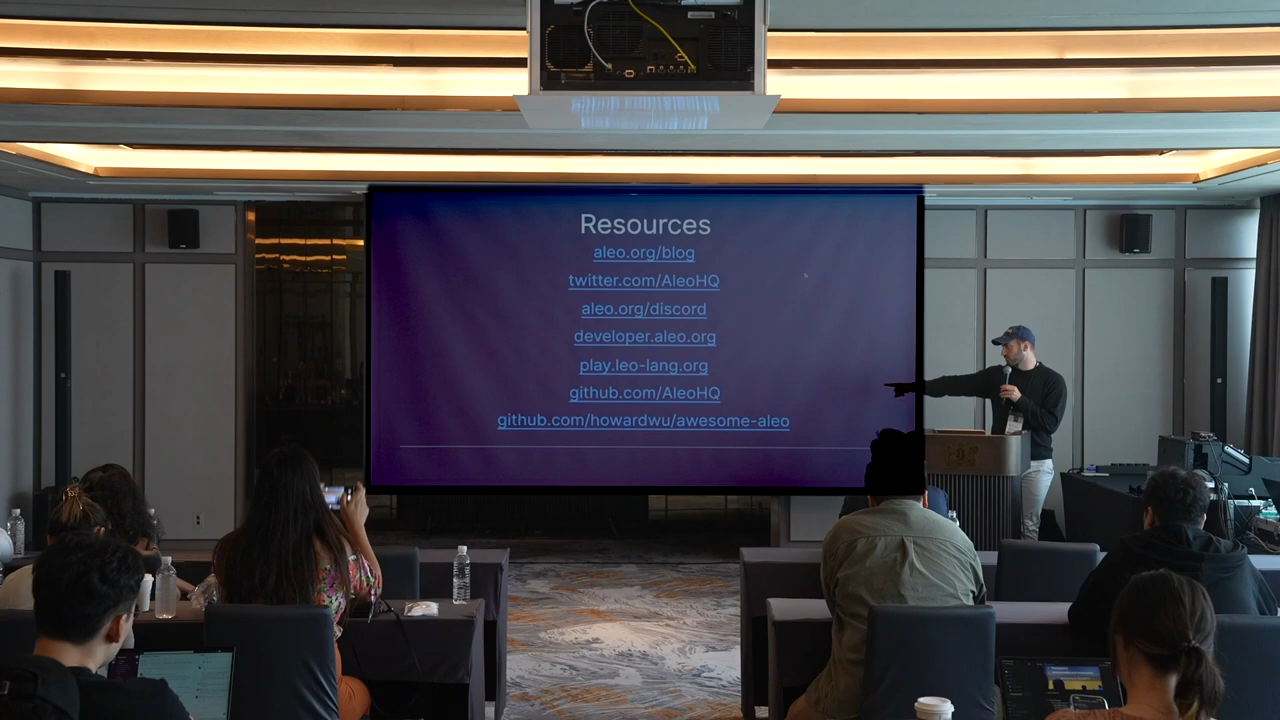 Resources
aleo.org/blog
twitter.com/AleoHQ
aleo.org/discord
developer.aleo.org
play.leo-lang.org
github.com/AleoHQ
github.com/howardwu/awesome-aleo